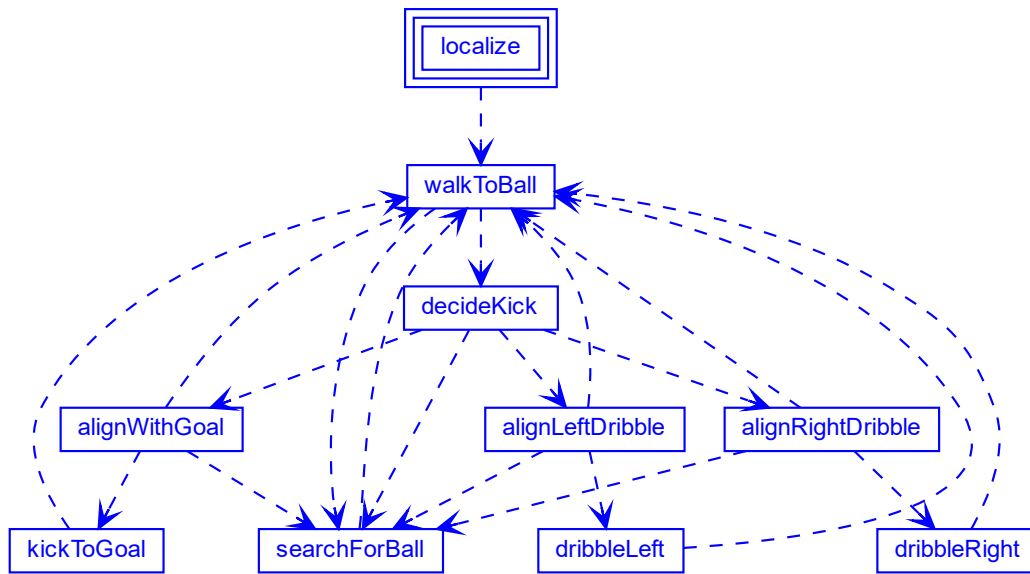 localize
walkToBall
decideKick
alignWithGoal
alignLeftDribble
alignRightDribble
kickToGoal
searchForBall
dribbleLeft
dribbleRight